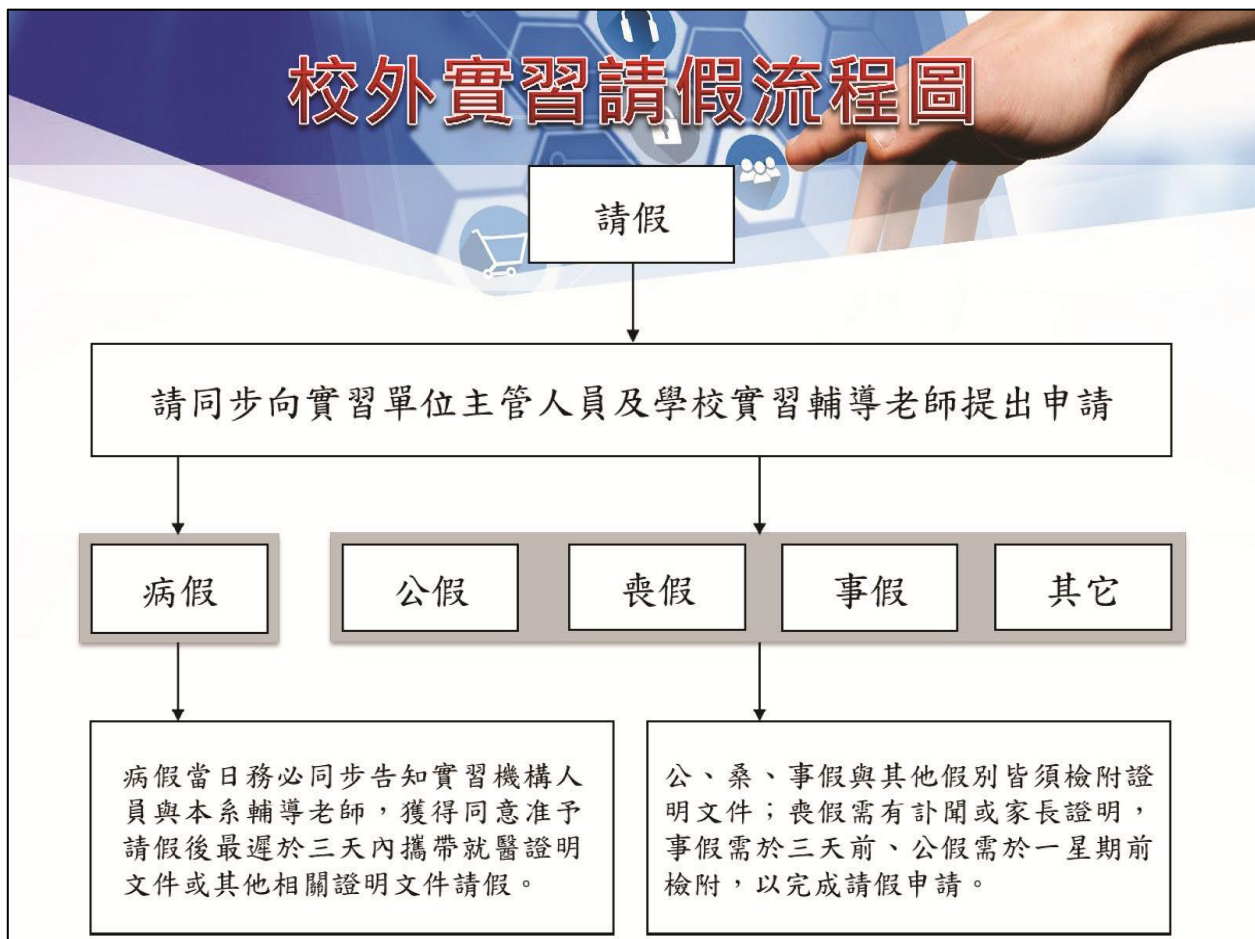 校外實習請假流程圖
請假
請同步向實習單位主管人員及學校實習輔導老師提出申請
病假
公假
喪假
事假
其它
病假當日務必同步告知實習機構人
員與本系輔導老師，獲得同意准予
請假後最遲於三天內攜帶就醫證明
文件或其他相關證明文件請假。
公、桑、事假與其他假別皆須檢附證
明文件；喪假需有訃聞或家長證明，
事假需於三天前、公假需於一星期前
檢附，以完成請假申請。